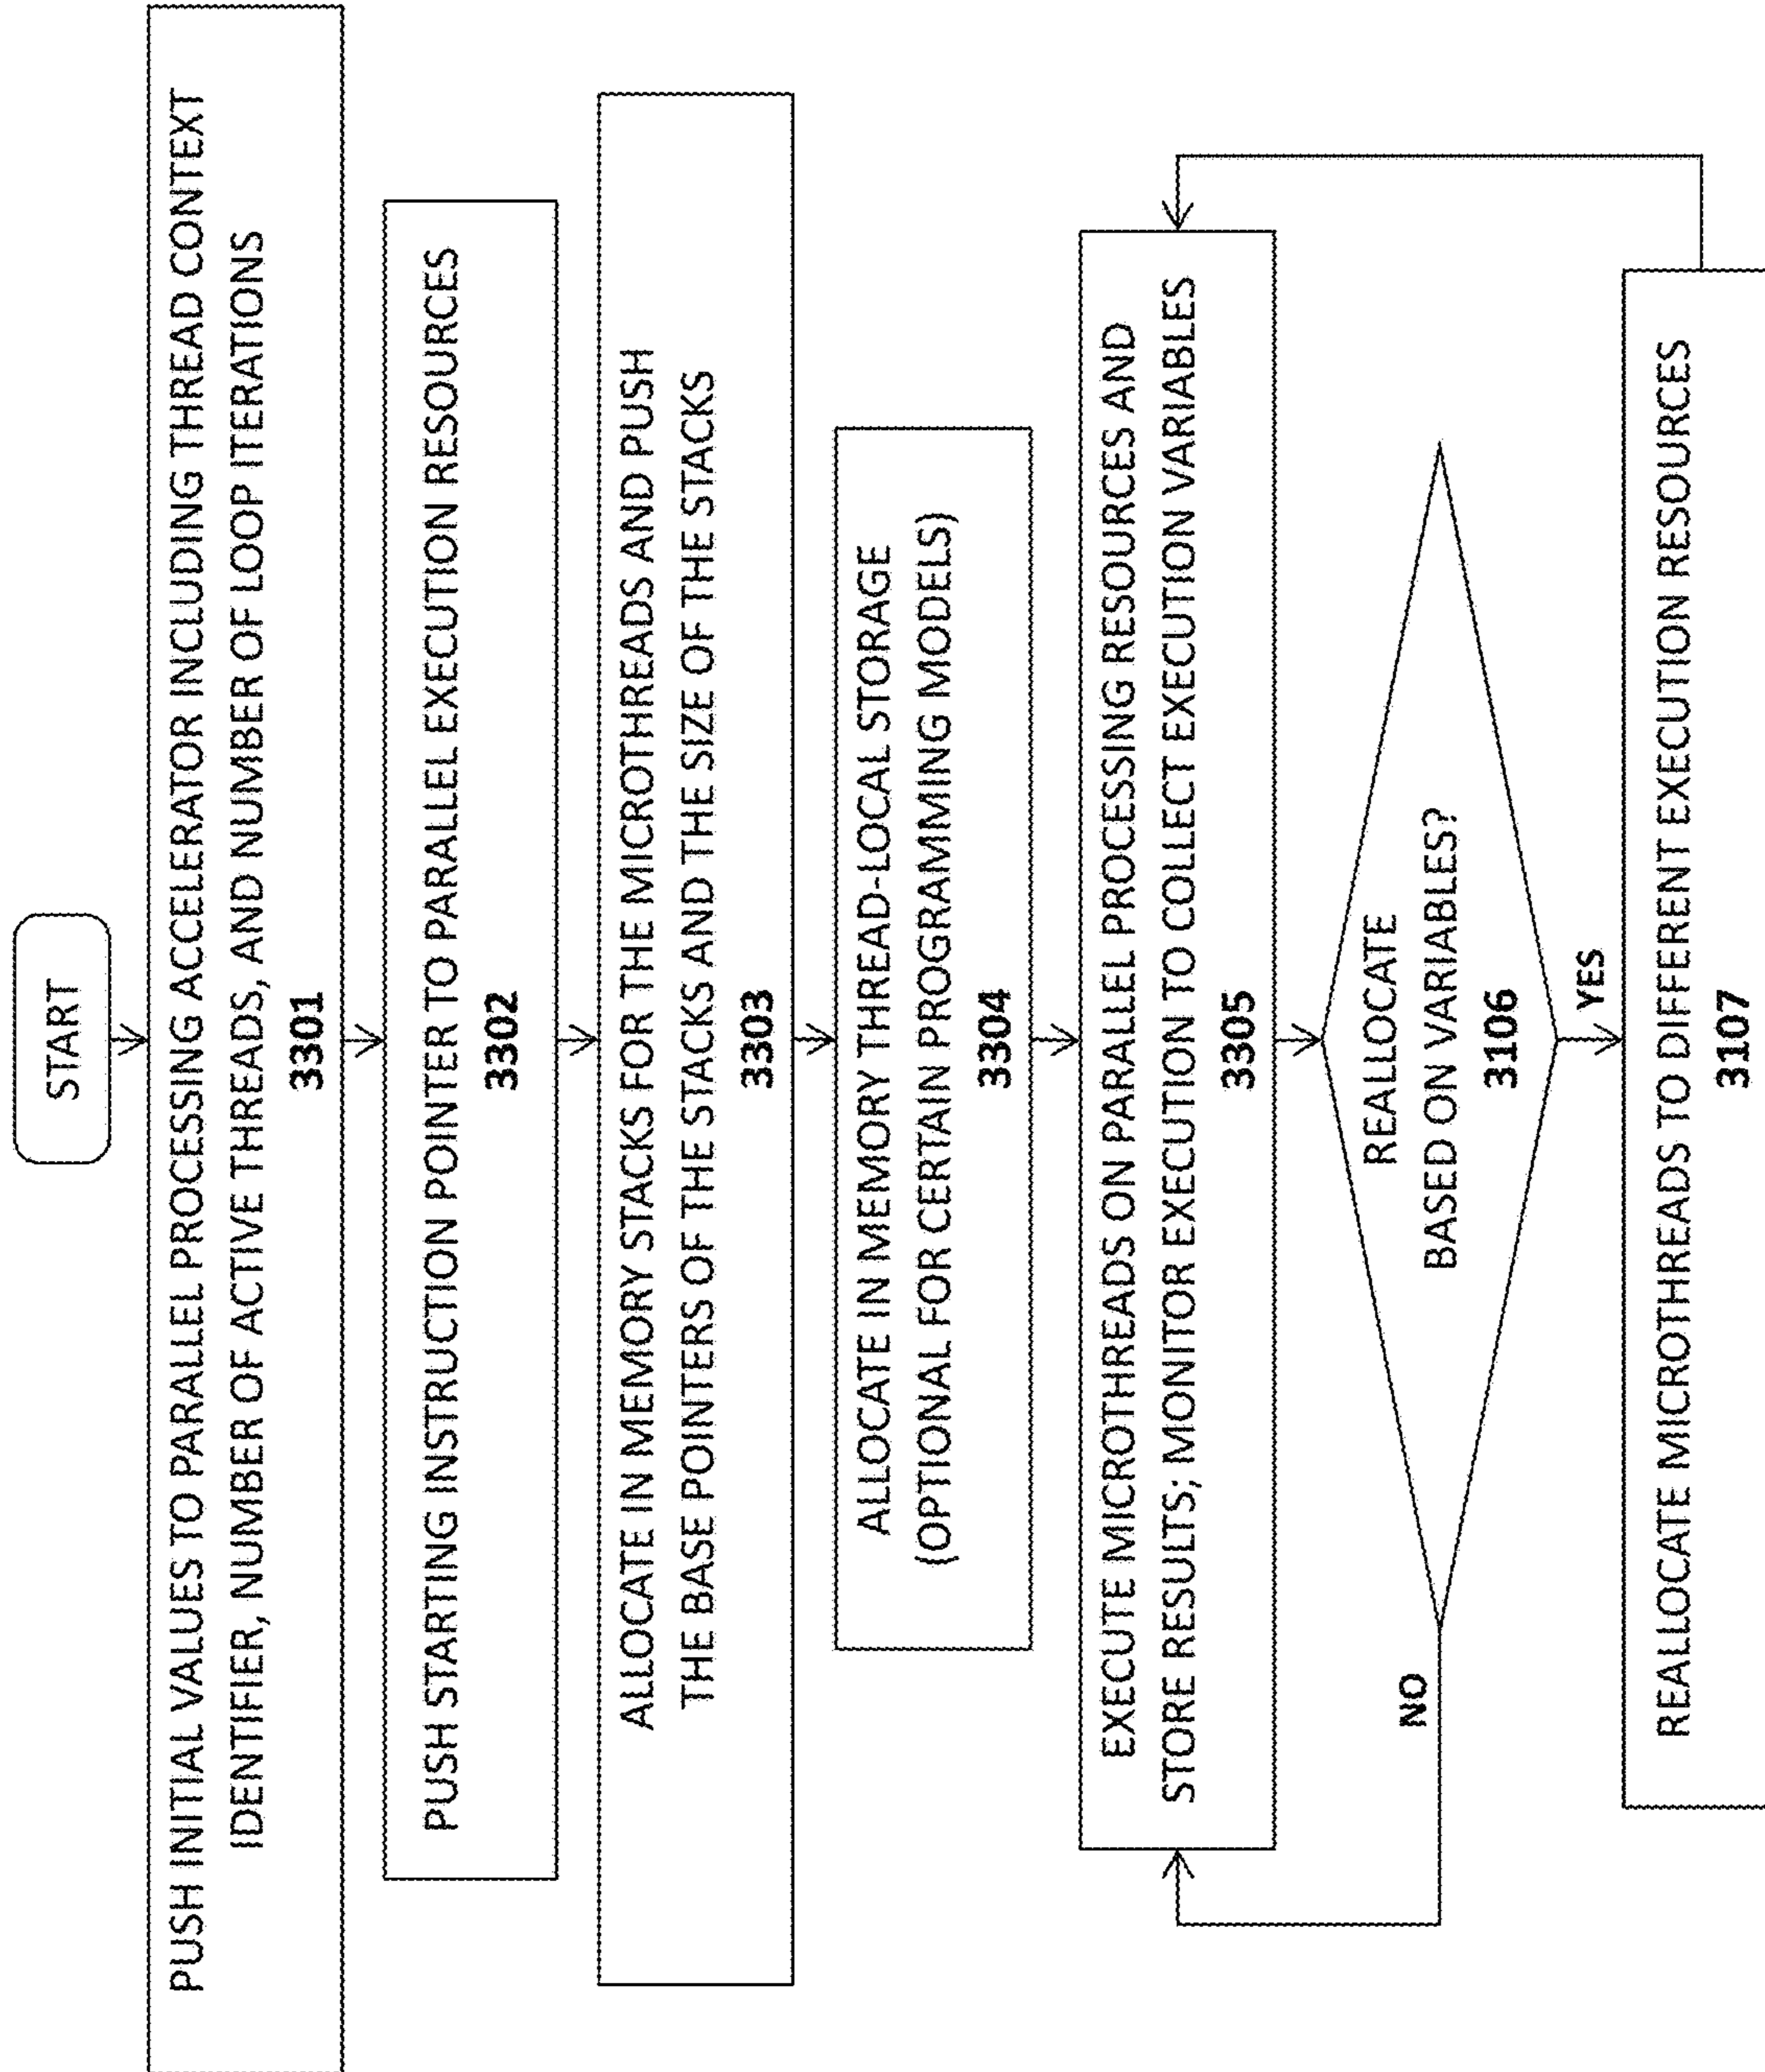 START
PUSH INITIAL VALUES TO PARALLEL PROCESSING ACCELERATOR INCLUDING THREAD CONTEXT
IDENTIFIER, NUMBER OF ACTIVE THREADS, AND NUMBER OF LOOP ITERATIONS
3301
PUSH STARTING INSTRUCTION POINTER TO PARALLEL EXECUTION RESOURCES
3302
ALLOCATE IN MEMORY STACKS FOR THE MICROTHREADS AND PUSH
THE BASE POINTERS OF THE STACKS AND THE SIZE OF THE STACKS
3303
ALLOCATE IN MEMORY THREAD-LOCAL STORAGE
(OPTIONAL FOR CERTAIN PROGRAMMING MODELS)
3304
EXECUTE MICROTHREADS ON PARALLEL PROCESSING RESOURCES AND
STORE RESULTS; MONITOR EXECUTION TO COLLECT EXECUTION VARIABLES
3305
REALLOCATE
BASED ON VARIABLES?
3106
NO
YES
REALLOCATE MICROTHREADS TO DIFFERENT EXECUTION RESOURCES
3107